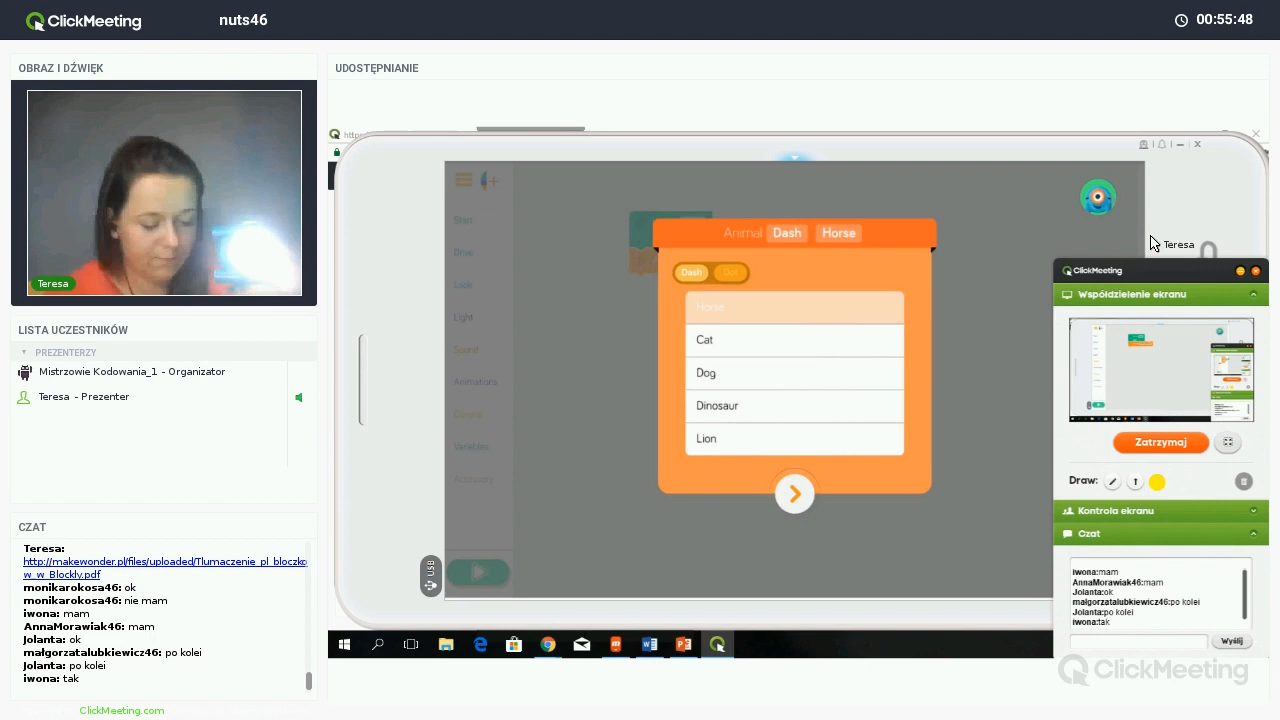 ClickMeeting
nuts46
00:55:48
OBRAZ I DŹWIĘK
Teresa
LISTA UCZESTNIKÓW
PREZENTERZY
Mistrzowie Kodowania_1 - Organizator
Teresa - Prezenter
CZAT
Teresa:
http://makewonder.pl/files/uploaded/Tlumaczenie_pl_bloczko
w_w_Blockly.pdf
monikarokosa46: ok
monikarokosa46: nie mam
iwona: mam
AnnaMorawiak46: mam
Jolanta: ok
małgorzatalubkiewicz46: po kolei
Jolanta: po kolei
iwona: tak
ClickMeeting.com
UDOSTĘPNIANIE
Start
Drive
Look
Light
Sound
Animations
Control
Variables
Accessory
Animal Dash Horse
Dash Dot
Horse
Cat
Dog
Dinosaur
Lion
USB
Teresa
ClickMeeting
Współdzielenie ekranu
Zatrzymaj
Draw:
Kontrola ekranu
Czat
iwona:mam
AnnaMorawiak46:mam
Jolanta:ok
małgorzatalubkiewicz46:po kolei
Jolanta:po kolei
iwona:tak
Wyślij
ClickMeeting